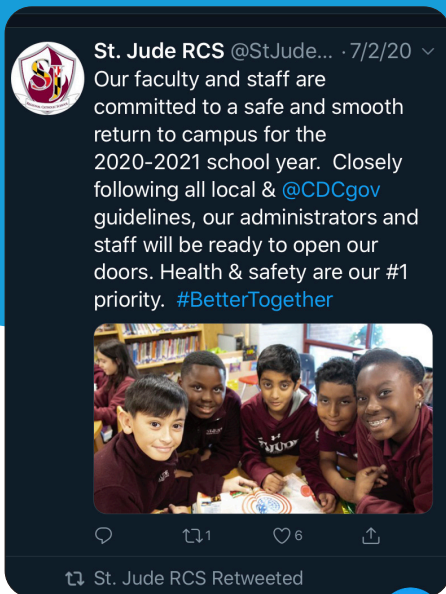 St. Jude RCS @StJude... · 7/2/20
Our faculty and staff are
committed to a safe and smooth
return to campus for the
2020-2021 school year. Closely
following all local & @CDCgov
guidelines, our administrators and
staff will be ready to open our
doors. Health & safety are our #1
priority. #BetterTogether
1
6
St. Jude RCS Retweeted